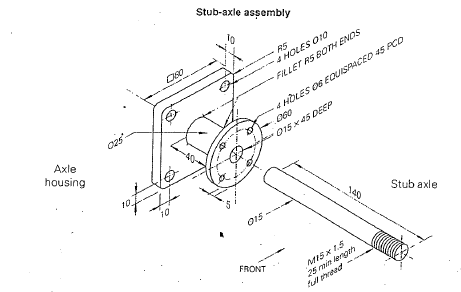 Stub-axle assembly
10
R5
4 HOLES Ø10
FILLET R5 BOTH ENDS
□80
4 HOLES Ø6 EQUISPACED 45 PCD
Ø60
Ø15 X 45 DEEP
Ø25
40
Axle
housing
10
10
5
140
Stub axle
Ø15
M15 X 1.5
25 min length
full thread
FRONT